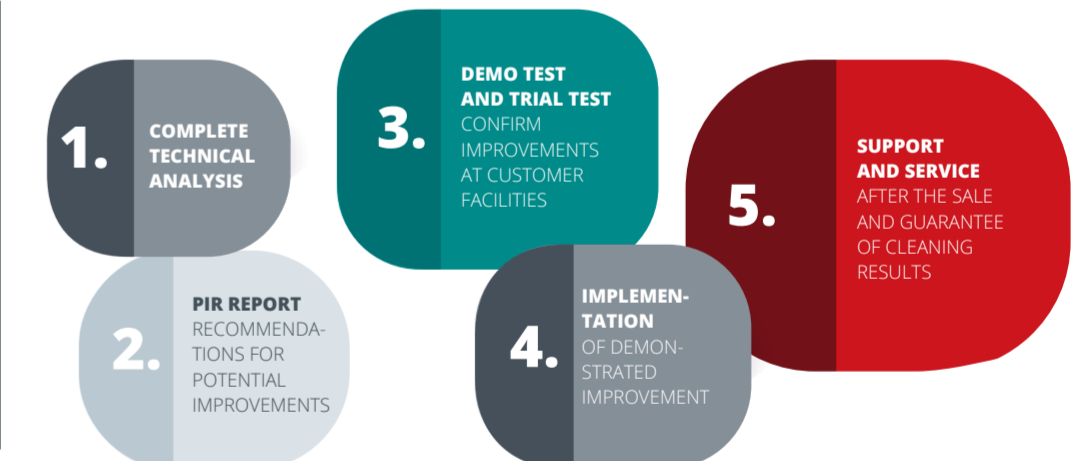 1.
COMPLETE
TECHNICAL
ANALYSIS
2.
PIR REPORT
RECOMMENDA-
TIONS FOR
POTENTIAL
IMPROVEMENTS
3.
DEMO TEST
AND TRIAL TEST
CONFIRM
IMPROVEMENTS
AT CUSTOMER
FACILITIES
4.
IMPLEMEN-
TATION
OF DEMON-
STRATED
IMPROVEMENT
5.
SUPPORT
AND SERVICE
AFTER THE SALE
AND GUARANTEE
OF CLEANING
RESULTS